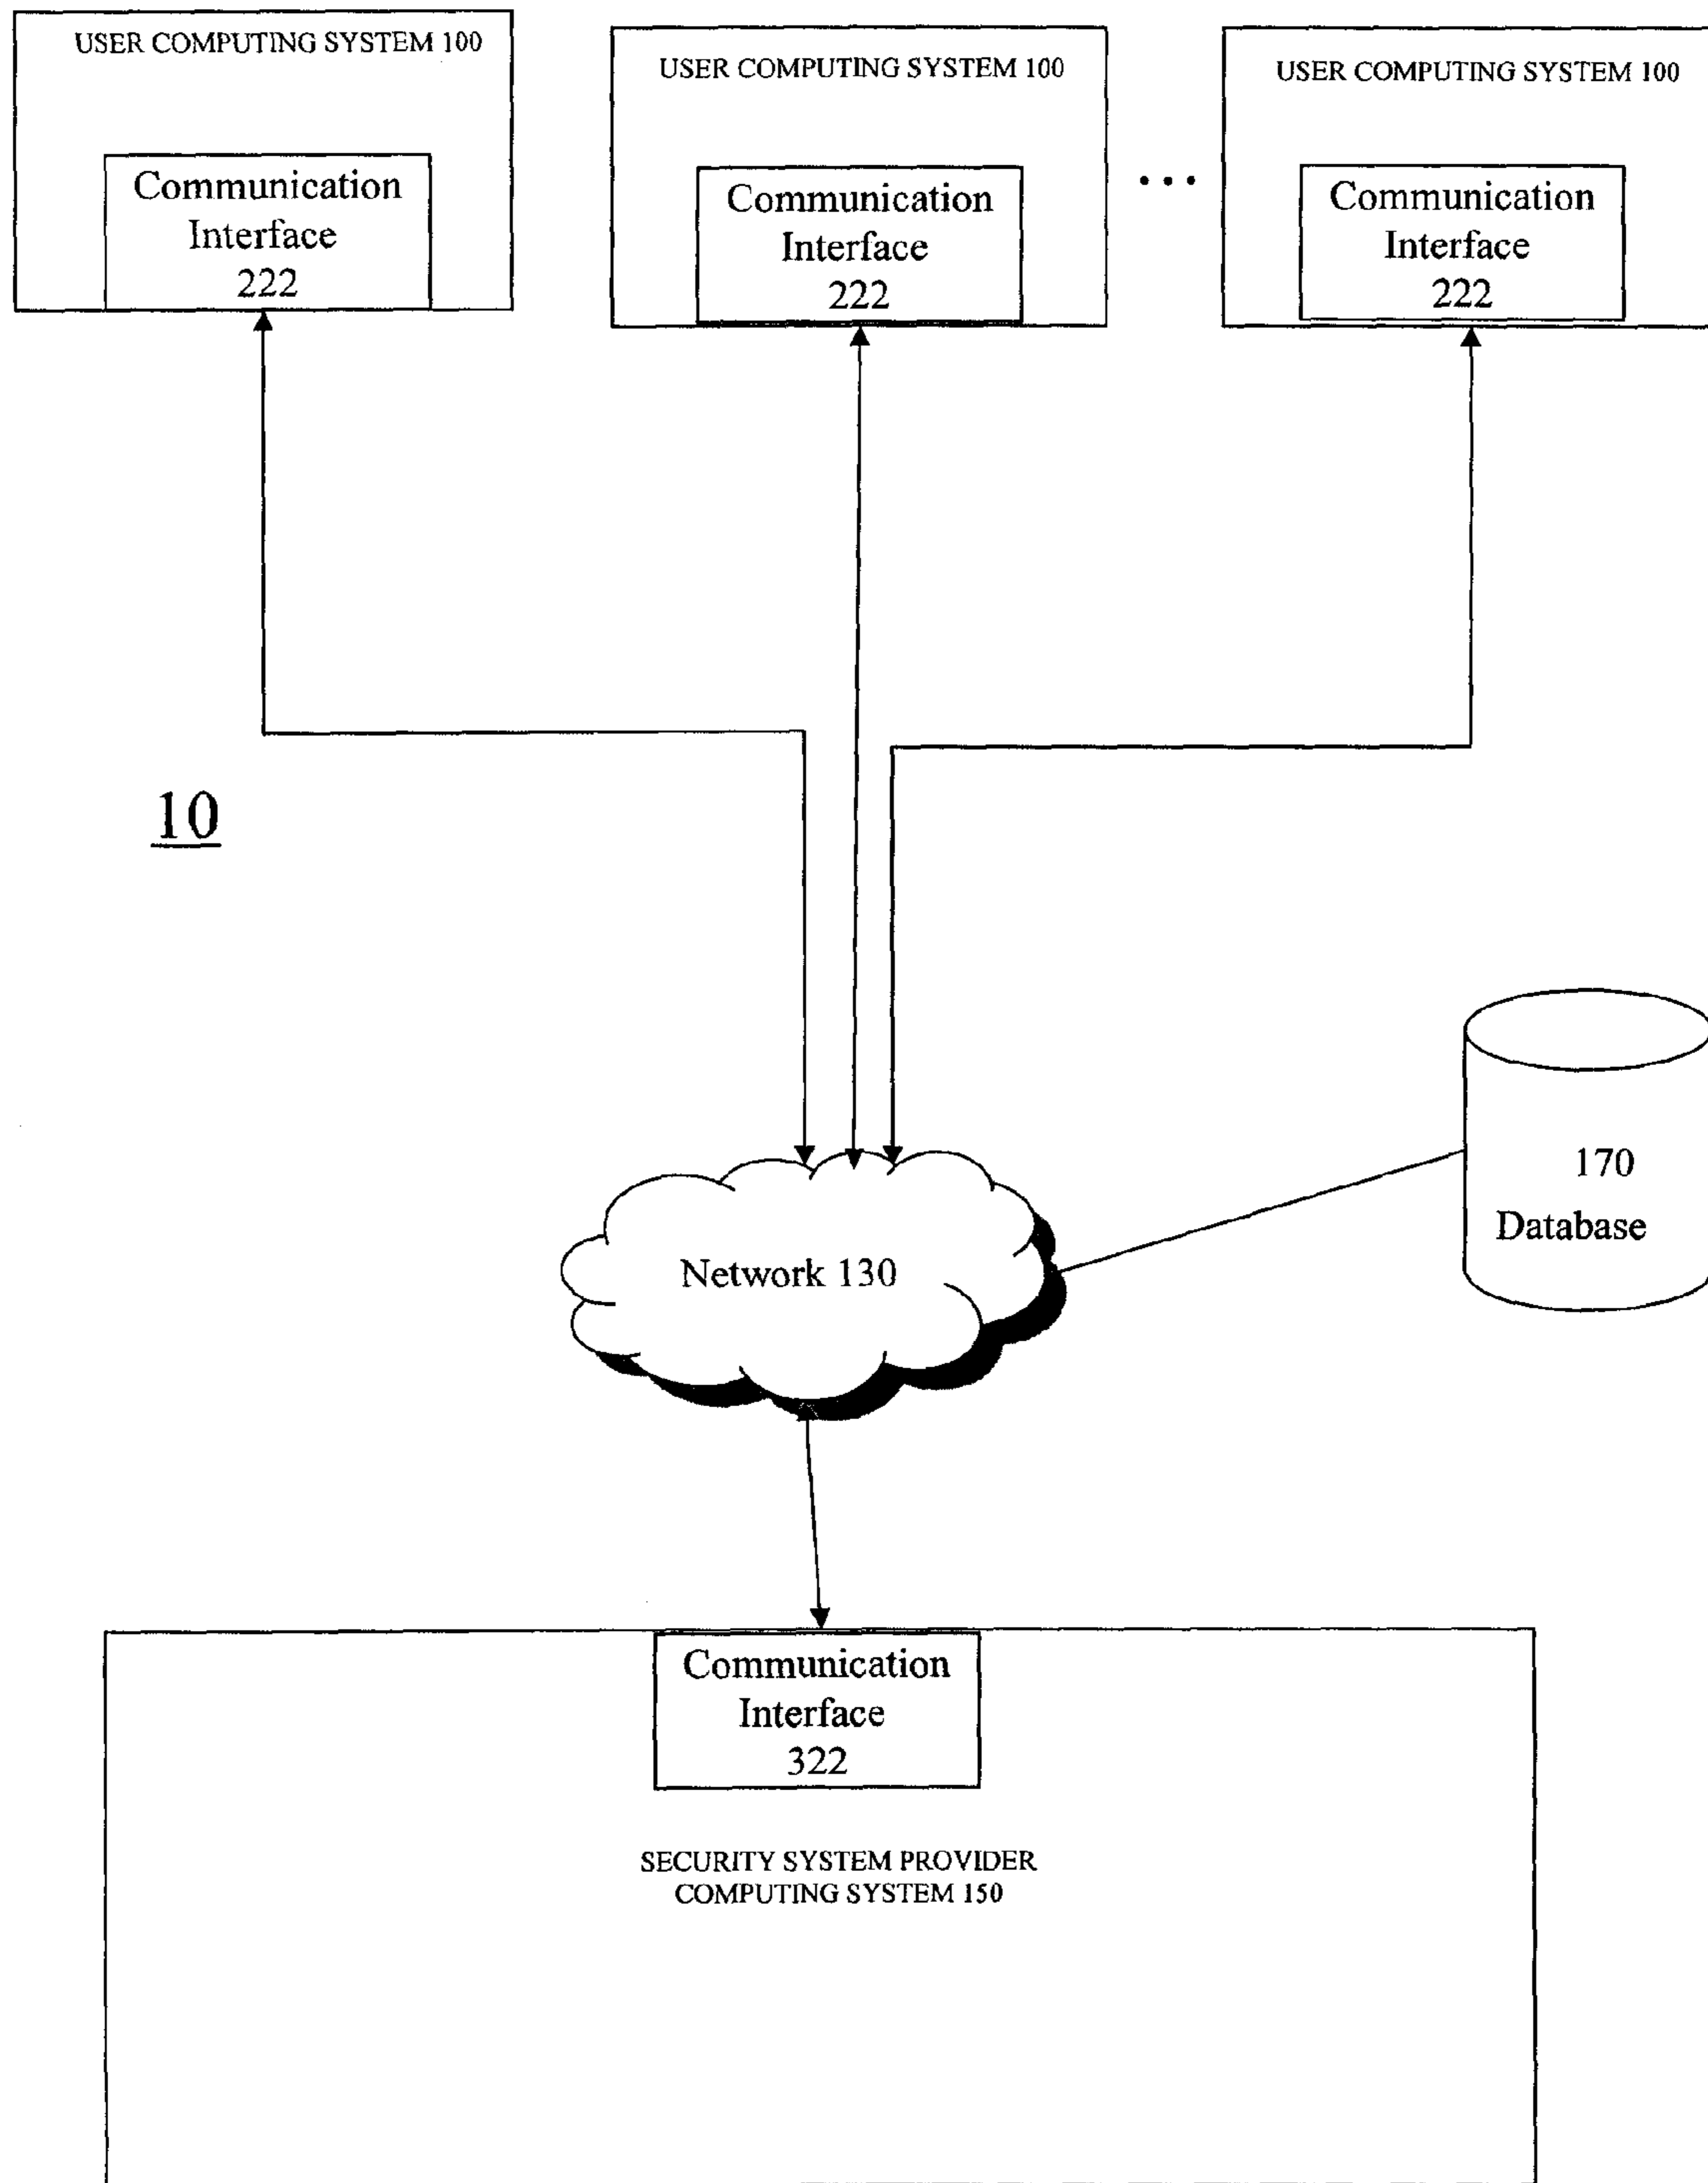 USER COMPUTING SYSTEM 100
Communication
Interface
222
USER COMPUTING SYSTEM 100
Communication
Interface
222
...
USER COMPUTING SYSTEM 100
Communication
Interface
222
10
170
Database
Network 130
Communication
Interface
322
SECURITY SYSTEM PROVIDER
COMPUTING SYSTEM 150